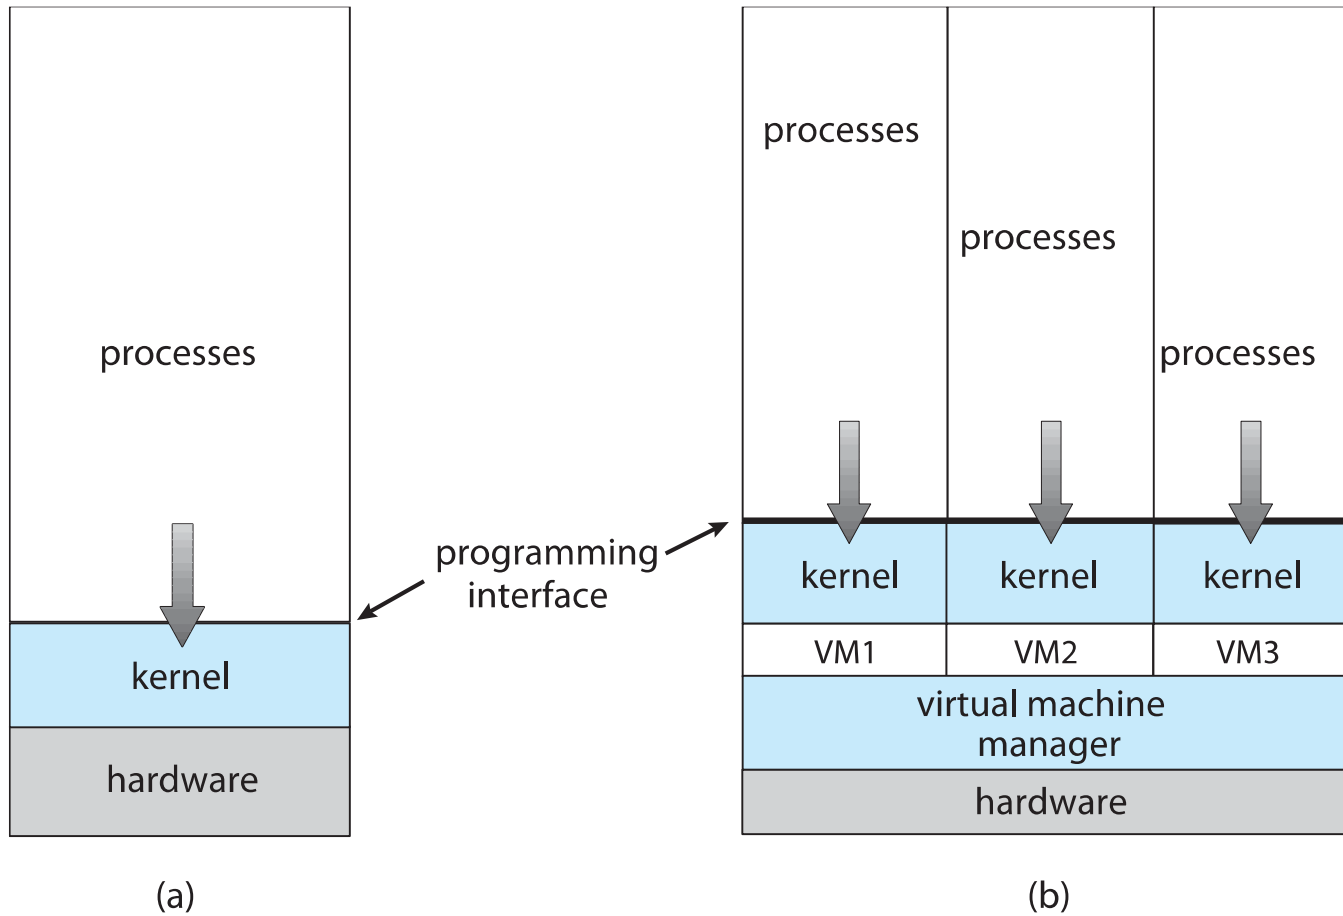 processes
kernel
hardware
(a)
programming
interface
processes
processes
processes
kernel
kernel
kernel
VM1
VM2
VM3
virtual machine
manager
hardware
(b)